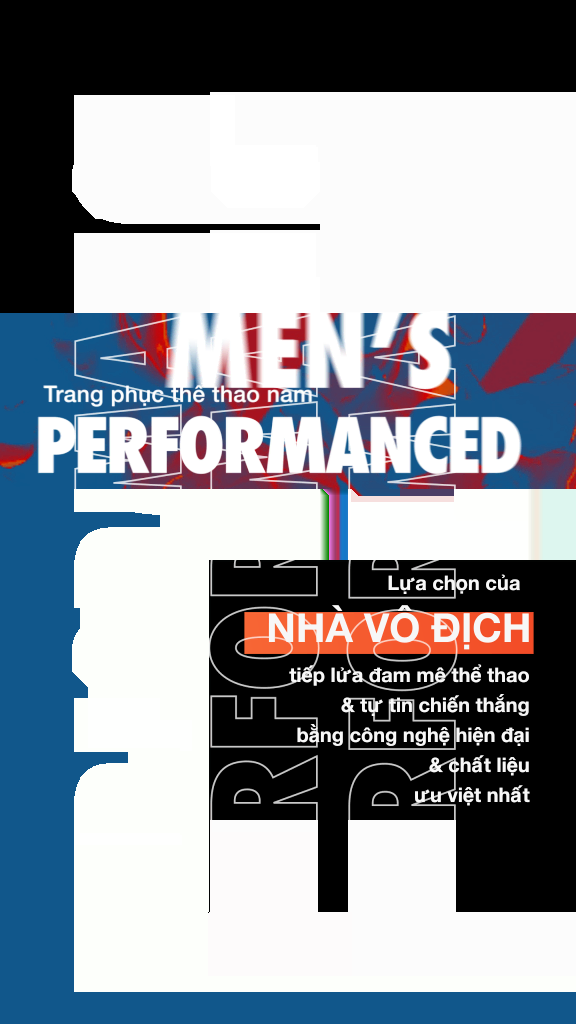 MEN'S
Trang phục thể thao nam
PERFORMANCED
Lựa chọn của
NHÀ VÔ ĐỊCH
tiếp lửa đam mê thể thao
& tự tin chiến thắng
bằng công nghệ hiện đại
& chất liệu
ưu việt nhất